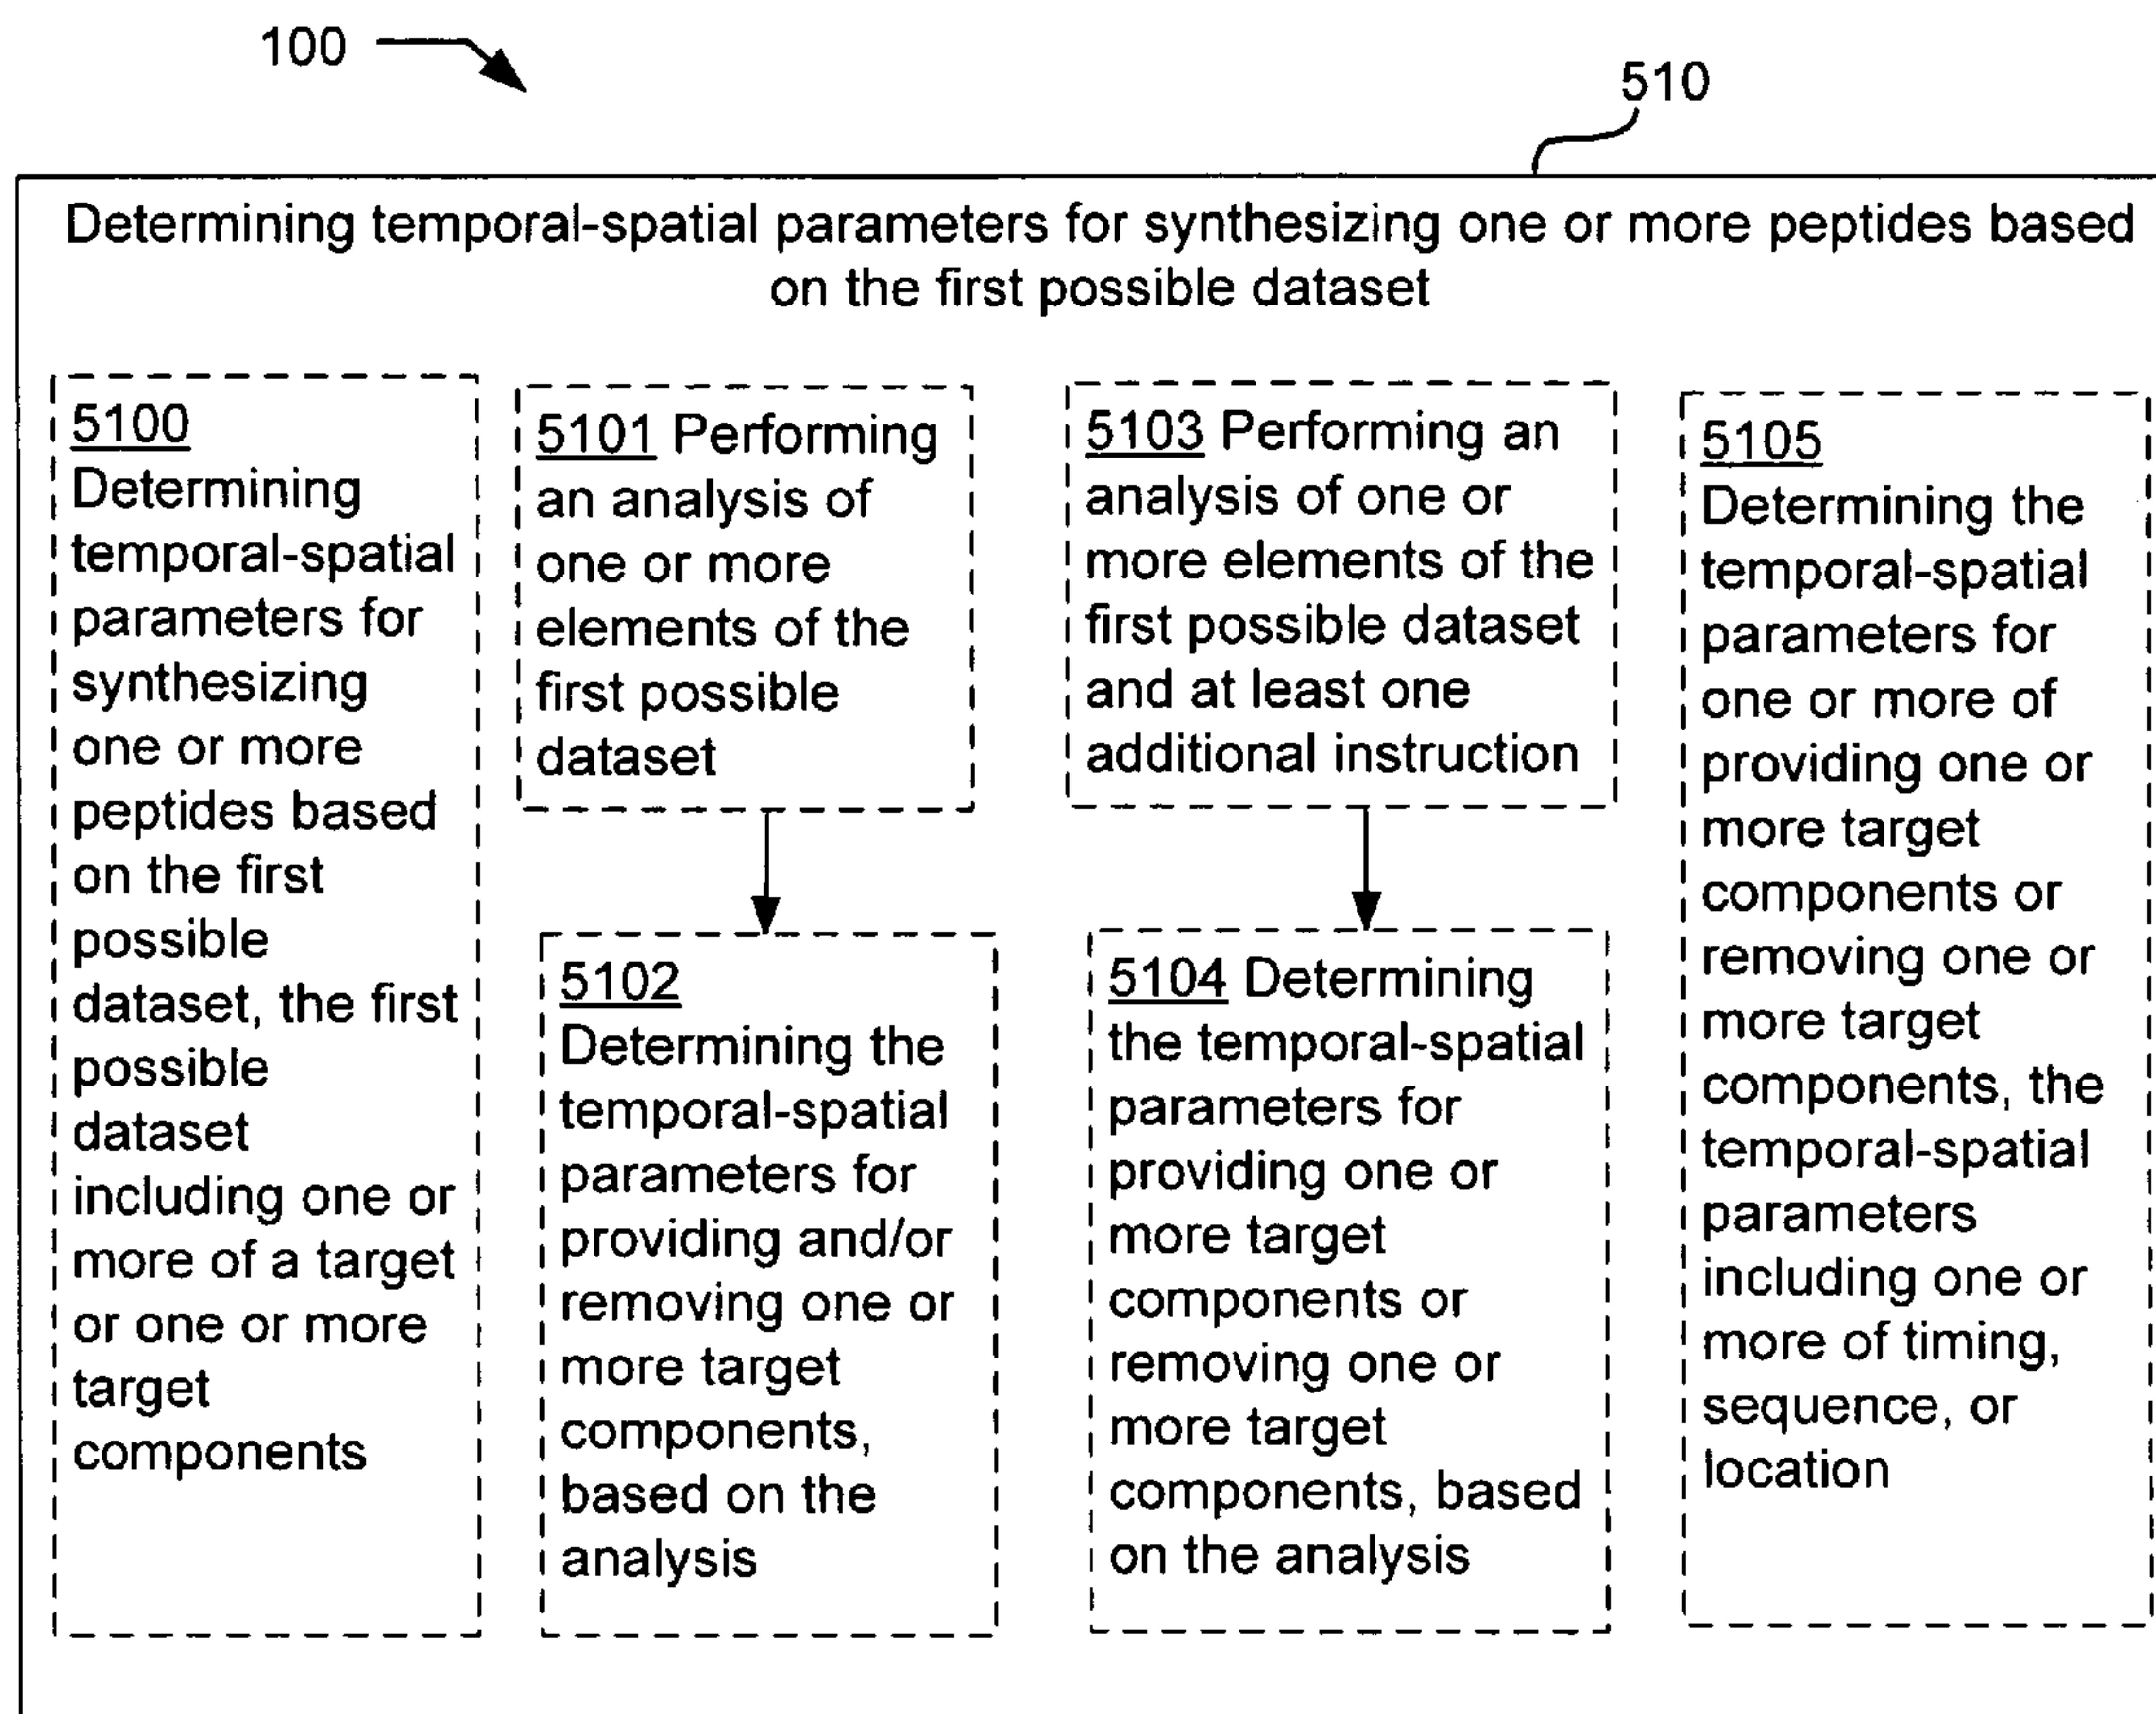 100
510
Determining temporal-spatial parameters for synthesizing one or more peptides based
on the first possible dataset
5100
Determining
temporal-spatial
parameters for
synthesizing
one or more
peptides based
on the first
possible
dataset, the first
possible
dataset
including one or
more of a target
or one or more
target
components
5101 Performing
an analysis of
one or more
elements of the
first possible
dataset
5102
Determining the
temporal-spatial
parameters for
providing and/or
removing one or
more target
components,
based on the
analysis
5103 Performing an
analysis of one or
more elements of the
first possible dataset
and at least one
additional instruction
5104 Determining
the temporal-spatial
parameters for
providing one or
more target
components or
removing one or
more target
components, based
on the analysis
5105
Determining the
temporal-spatial
parameters for
one or more of
providing one or
more target
components or
removing one or
more target
components, the
temporal-spatial
parameters
including one or
more of timing,
sequence, or
location